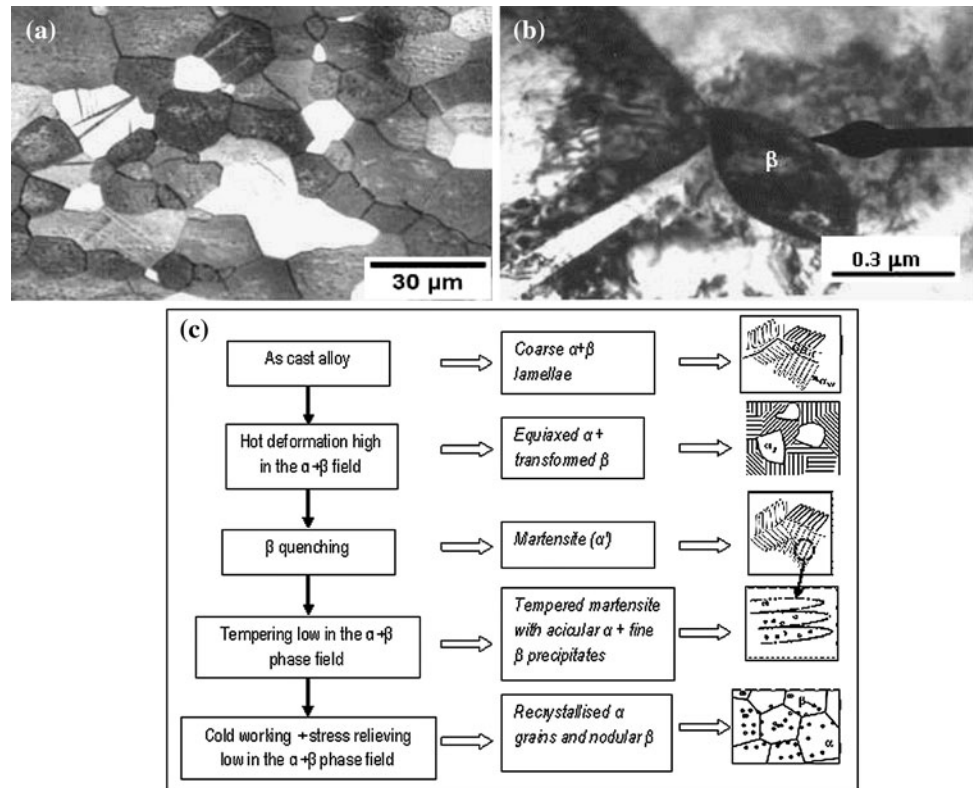 (a)
30 µm
(b)
β
0.3 µm
(c)
As cast alloy
Coarse α+β
lamellae
α
Hot deformation high
in the α+β field
Equiaxed α +
transformed β
β quenching
Martensite (α')
Tempering low in the α+β
phase field
Tempered martensite
with acicular α + fine
β precipitates
Cold working +stress relieving
low in the α+β phase field
Recrystallised α
grains and nodular β
β
α